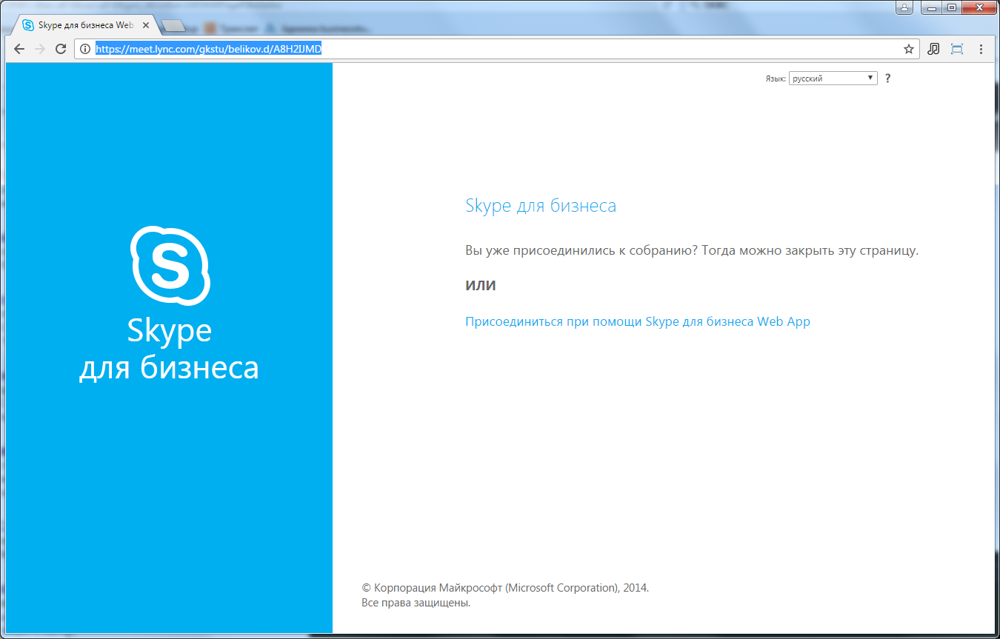 Skype для бизнеса Web
https://meet.lync.com/gkstu/belikov.d/A8H2IJMD
Язык: русский ?
Skype для бизнеса
Skype
для бизнеса
Вы уже присоединились к собранию? Тогда можно закрыть эту страницу.
ИЛИ
Присоединиться при помощи Skype для бизнеса Web App
© Корпорация Майкрософт (Microsoft Corporation), 2014.
Все права защищены.